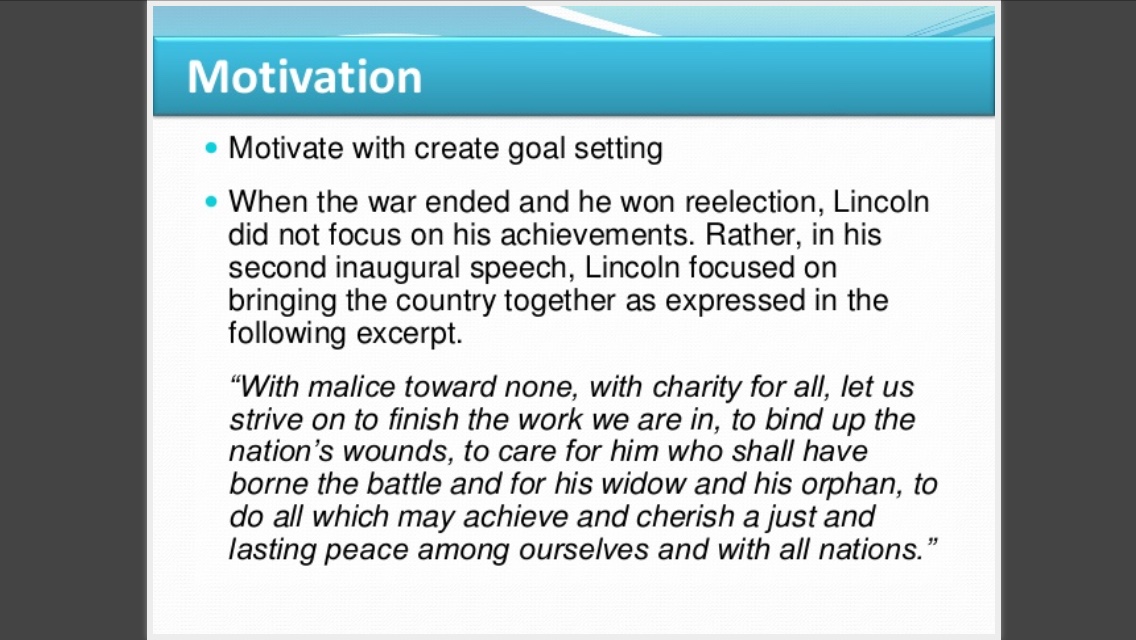 Motivation
• Motivate with create goal setting
• When the war ended and he won reelection, Lincoln
did not focus on his achievements. Rather, in his
second inaugural speech, Lincoln focused on
bringing the country together as expressed in the
following excerpt.
“With malice toward none, with charity for all, let us
strive on to finish the work we are in, to bind up the
nation’s wounds, to care for him who shall have
borne the battle and for his widow and his orphan, to
do all which may achieve and cherish a just and
lasting peace among ourselves and with all nations.”